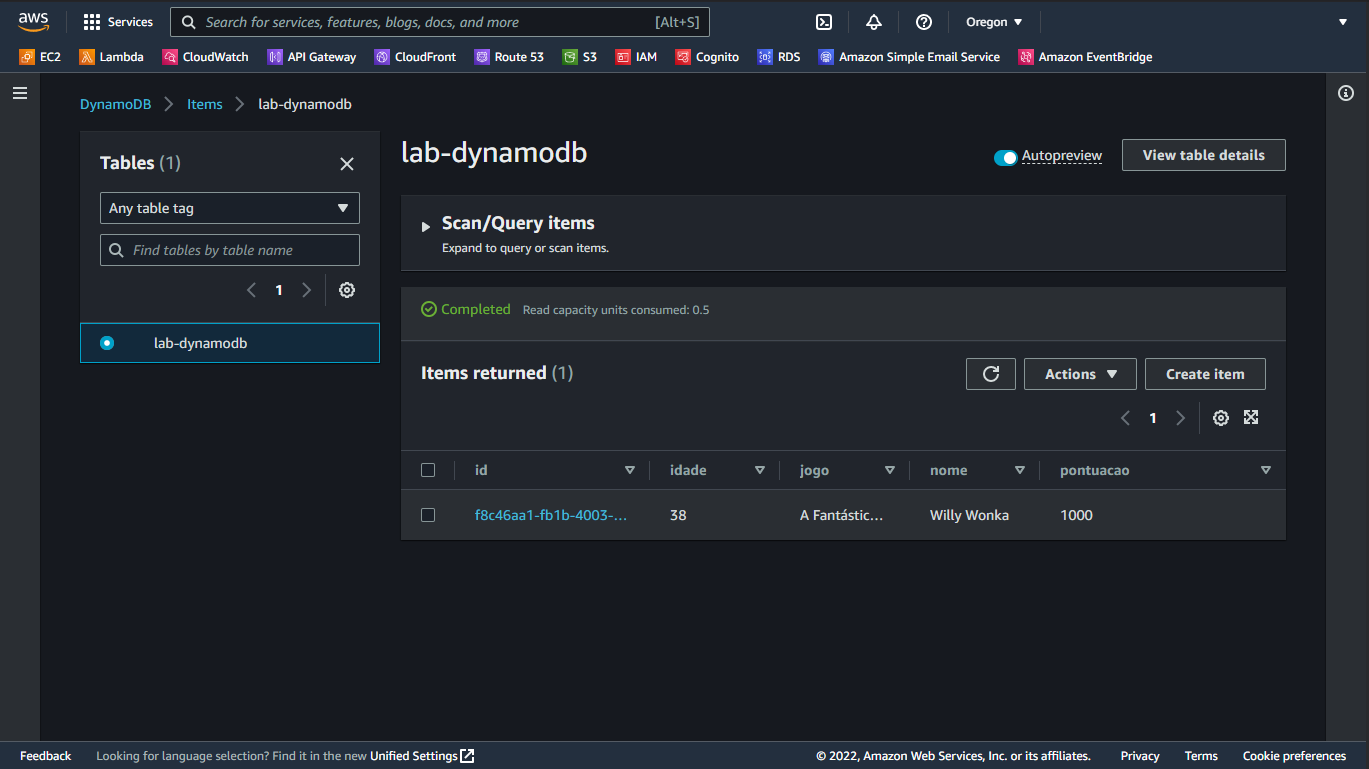 aws Services Search for services, features, blogs, docs, and more [Alt+S] Oregon
EC2 Lambda CloudWatch API Gateway CloudFront Route 53 S3 IAM Cognito RDS Amazon Simple Email Service Amazon EventBridge
DynamoDB Items lab-dynamodb
Tables (1)
Any table tag
Find tables by table name
1
lab-dynamodb
lab-dynamodb
Autopreview View table details
Scan/Query items
Expand to query or scan items.
Completed Read capacity units consumed: 0.5
Items returned (1)
Actions Create item
1
id idade jogo nome pontuacao
f8c46aa1-fb1b-4003-... 38 A Fantástic... Willy Wonka 1000
Feedback Looking for language selection? Find it in the new Unified Settings © 2022, Amazon Web Services, Inc. or its affiliates. Privacy Terms Cookie preferences